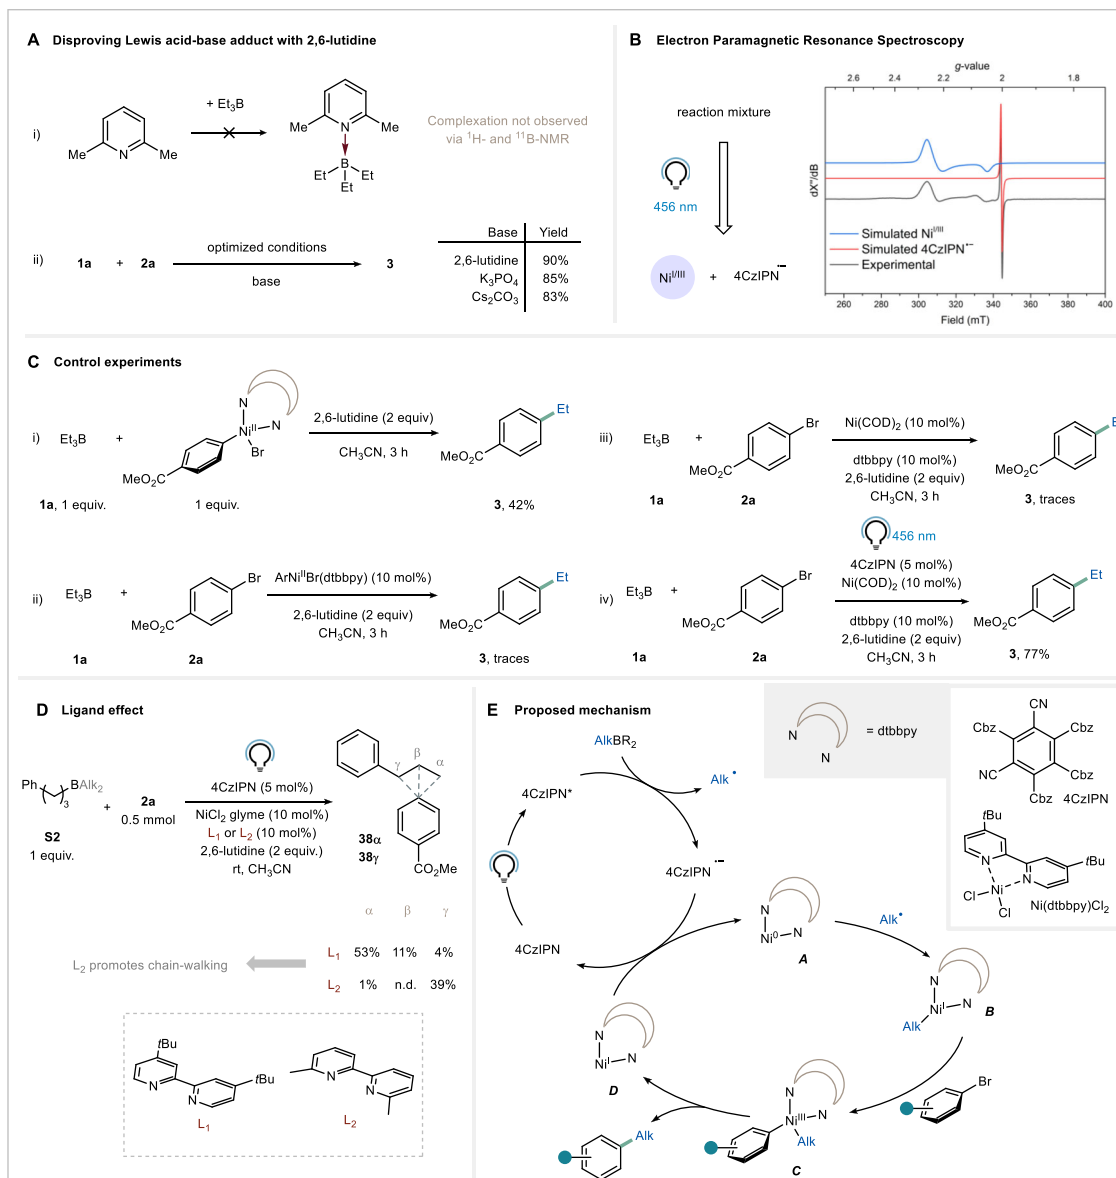 A Disproving Lewis acid-base adduct with 2,6-lutidine
i)
Me
N
Me
+ Et₃B
Me
N
Me
B
Et
Et
Et
Complexation not observed
via ¹H- and ¹¹B-NMR
ii)
1a + 2a
optimized conditions
base
3
Base Yield
2,6-lutidine 90%
K₃PO₄ 85%
Cs₂CO₃ 83%
B Electron Paramagnetic Resonance Spectroscopy
reaction mixture
456 nm
Ni^I/III + 4CzIPN•−
g-value
2.6 2.4 2.2 2 1.8
dX''/dB
Simulated Ni^I/III
Simulated 4CzIPN•−
Experimental
260 280 300 320 340 360 380 400
Field (mT)
C Control experiments
i)
Et₃B +
N
N
Ni^II
Br
MeO₂C
1a, 1 equiv.
1 equiv.
2,6-lutidine (2 equiv)
CH₃CN, 3 h
Et
MeO₂C
3, 42%
iii)
Et₃B +
Br
MeO₂C
1a
2a
Ni(COD)₂ (10 mol%)
dtbbpy (10 mol%)
2,6-lutidine (2 equiv)
CH₃CN, 3 h
MeO₂C
3, traces
ii)
Et₃B +
Br
MeO₂C
1a
2a
ArNi^IIBr(dtbbpy) (10 mol%)
2,6-lutidine (2 equiv)
CH₃CN, 3 h
Et
MeO₂C
3, traces
iv)
Et₃B +
Br
MeO₂C
1a
2a
456 nm
4CzIPN (5 mol%)
Ni(COD)₂ (10 mol%)
dtbbpy (10 mol%)
2,6-lutidine (2 equiv)
CH₃CN, 3 h
Et
MeO₂C
3, 77%
D Ligand effect
Ph
BAlk₂
3
S2
1 equiv.
+
2a
0.5 mmol
4CzIPN (5 mol%)
NiCl₂ glyme (10 mol%)
L₁ or L₂ (10 mol%)
2,6-lutidine (2 equiv.)
rt, CH₃CN
β
γ
α
38α
38γ
CO₂Me
α β γ
L₁ 53% 11% 4%
L₂ 1% n.d. 39%
L₂ promotes chain-walking
tBu
N
N
tBu
L₁
N
N
L₂
E Proposed mechanism
N
N
= dtbbpy
CN
Cbz
Cbz
NC
Cbz
Cbz
4CzIPN
tBu
N
N
tBu
Ni
Cl
Cl
Ni(dtbbpy)Cl₂
AlkBR₂
Alk•
4CzIPN*
4CzIPN•−
4CzIPN
N
N
Ni⁰
A
Alk•
N
N
Ni^I
Alk
B
Br
N
N
Ni^III
Alk
C
N
N
Ni^I
D
Alk